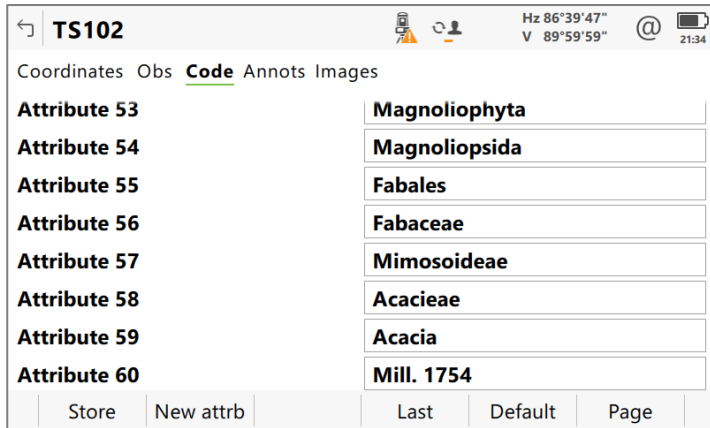 TS102
Hz 86°39'47"
V 89°59'59"
@
21:34
Coordinates Obs Code Annots Images
Attribute 53 Magnoliophyta
Attribute 54 Magnoliopsida
Attribute 55 Fabales
Attribute 56 Fabaceae
Attribute 57 Mimosoideae
Attribute 58 Acacieae
Attribute 59 Acacia
Attribute 60 Mill. 1754
Store New attrb Last Default Page